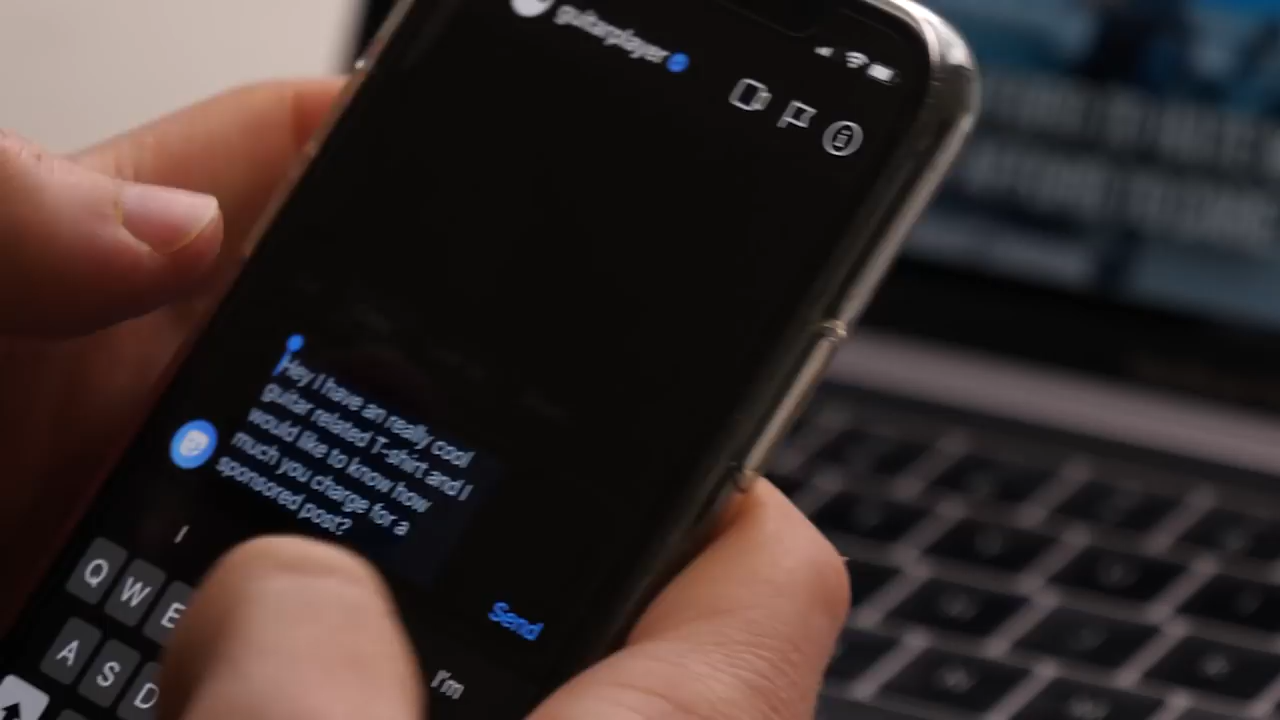 guitarplayer
Hey I have an really cool
guitar related T-shirt and I
would like to know how
much you charge for a
sponsored post?
Send
I
I'm
Q W E
A S D